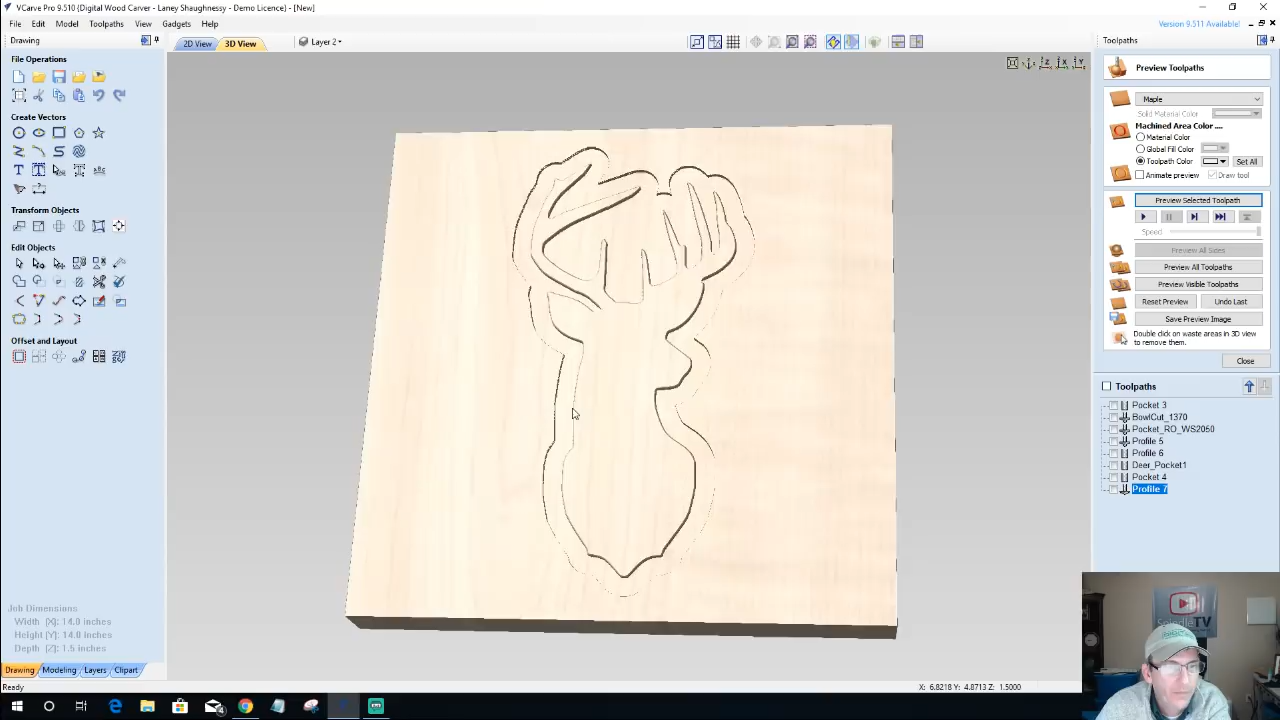 VCarve Pro 9.510 {Digital Wood Carver - Laney Shaughnessy - Demo Licence} - [New]
File Edit Model Toolpaths View Gadgets Help
Version 9.511 Available!
Drawing
2D View 3D View Layer 2
Toolpaths
File Operations
Create Vectors
Transform Objects
Edit Objects
Offset and Layout
Job Dimensions
Width (X): 14.0 inches
Height (Y): 14.0 inches
Depth (Z): 1.5 inches
Drawing Modeling Layers Clipart
Ready
X: 6.8218 Y: 4.8713 Z: 1.5000
Preview Toolpaths
Maple
Solid Material Color
Machined Area Color ....
Material Color
Global Fill Color
Toolpath Color Set All
Animate preview Draw tool
Preview Selected Toolpath
Speed
Preview All Sides
Preview All Toolpaths
Preview Visible Toolpaths
Reset Preview Undo Last
Save Preview Image
Double click on waste areas in 3D view
to remove them.
Close
Toolpaths
Pocket 3
BowlCut_1370
Pocket_RO_WS2050
Profile 5
Profile 6
Deer_Pocket1
Pocket 4
Profile 7
SpindleTV